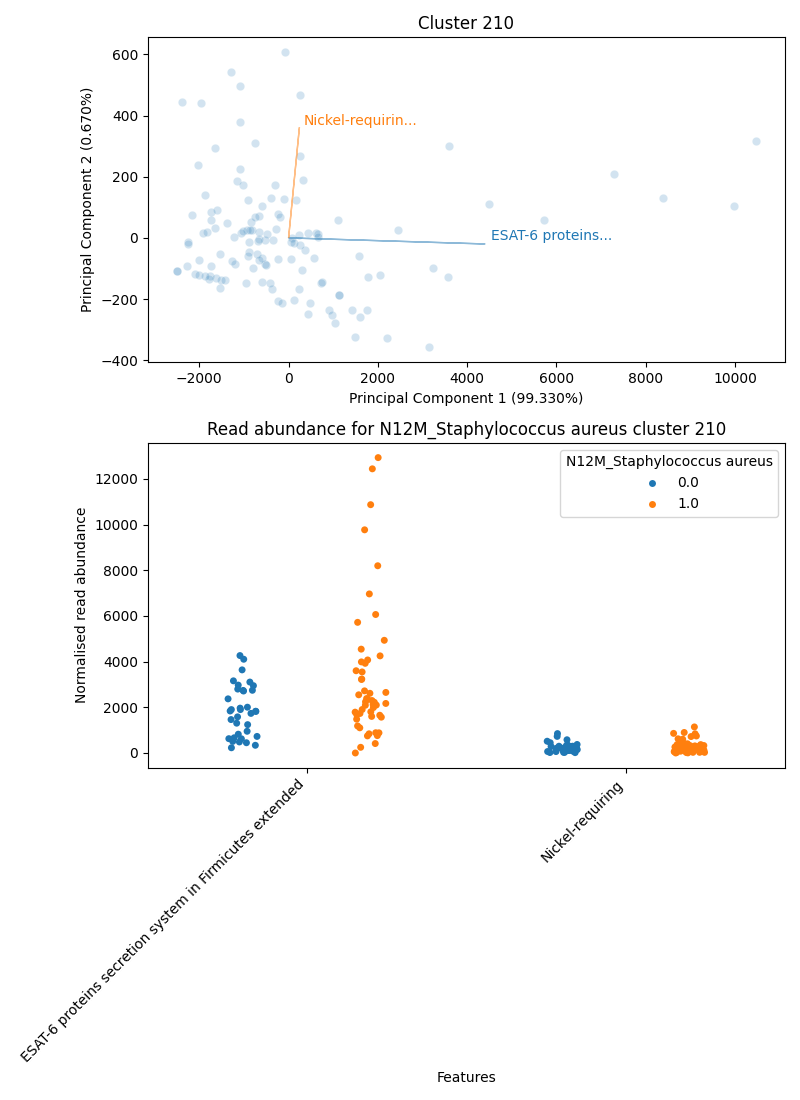 Cluster 210
600
400
200
0
−200
−400
Principal Component 2 (0.670%)
Nickel-requirin...
ESAT-6 proteins...
−2000
0
2000
4000
6000
8000
10000
Principal Component 1 (99.330%)
Read abundance for N12M_Staphylococcus aureus cluster 210
12000
10000
8000
6000
4000
2000
0
Normalised read abundance
N12M_Staphylococcus aureus
0.0
1.0
ESAT-6 proteins secretion system in Firmicutes extended
Nickel-requiring
Features